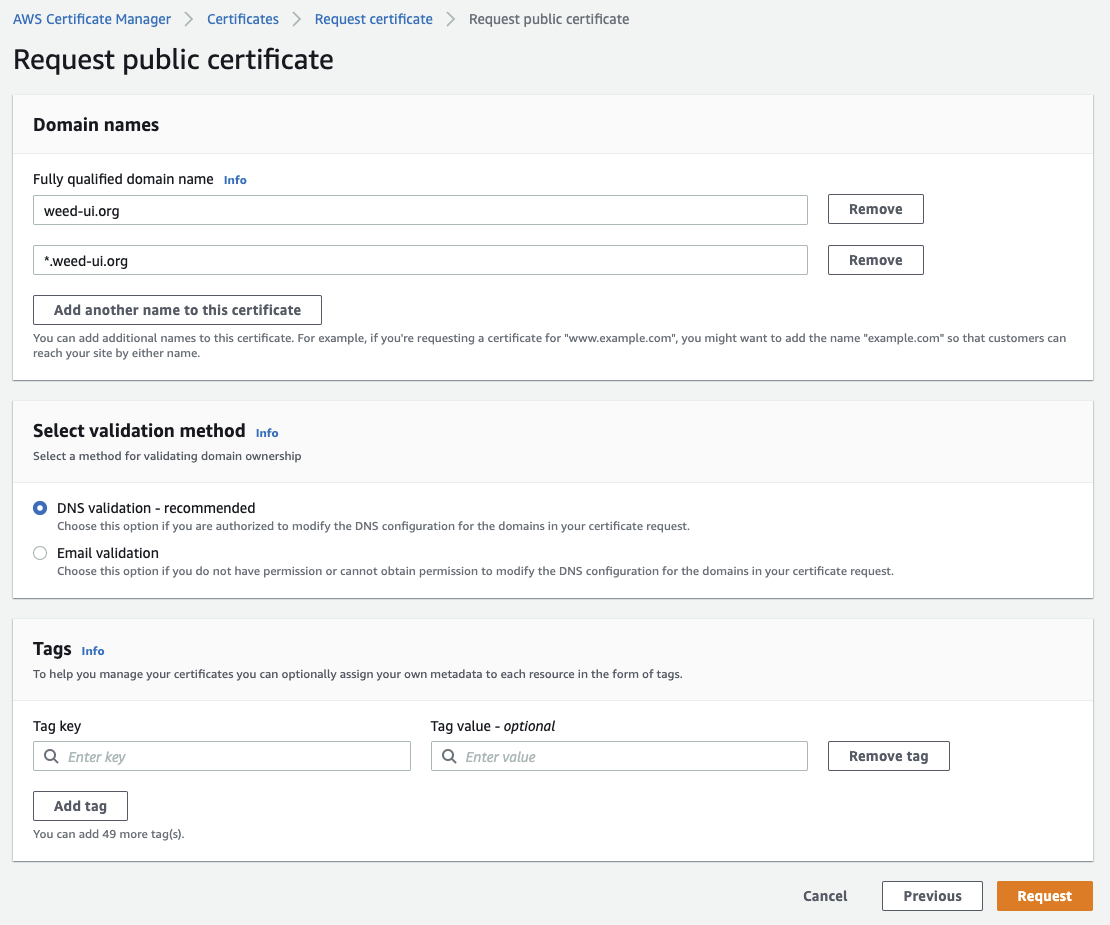 AWS Certificate Manager > Certificates > Request certificate > Request public certificate
Request public certificate
Domain names
Fully qualified domain name Info
weed-ui.org Remove
*.weed-ui.org Remove
Add another name to this certificate
You can add additional names to this certificate. For example, if you're requesting a certificate for "www.example.com", you might want to add the name "example.com" so that customers can
reach your site by either name.
Select validation method Info
Select a method for validating domain ownership
DNS validation - recommended
Choose this option if you are authorized to modify the DNS configuration for the domains in your certificate request.
Email validation
Choose this option if you do not have permission or cannot obtain permission to modify the DNS configuration for the domains in your certificate request.
Tags Info
To help you manage your certificates you can optionally assign your own metadata to each resource in the form of tags.
Tag key Tag value - optional
Enter key Enter value Remove tag
Add tag
You can add 49 more tag(s).
Cancel Previous Request